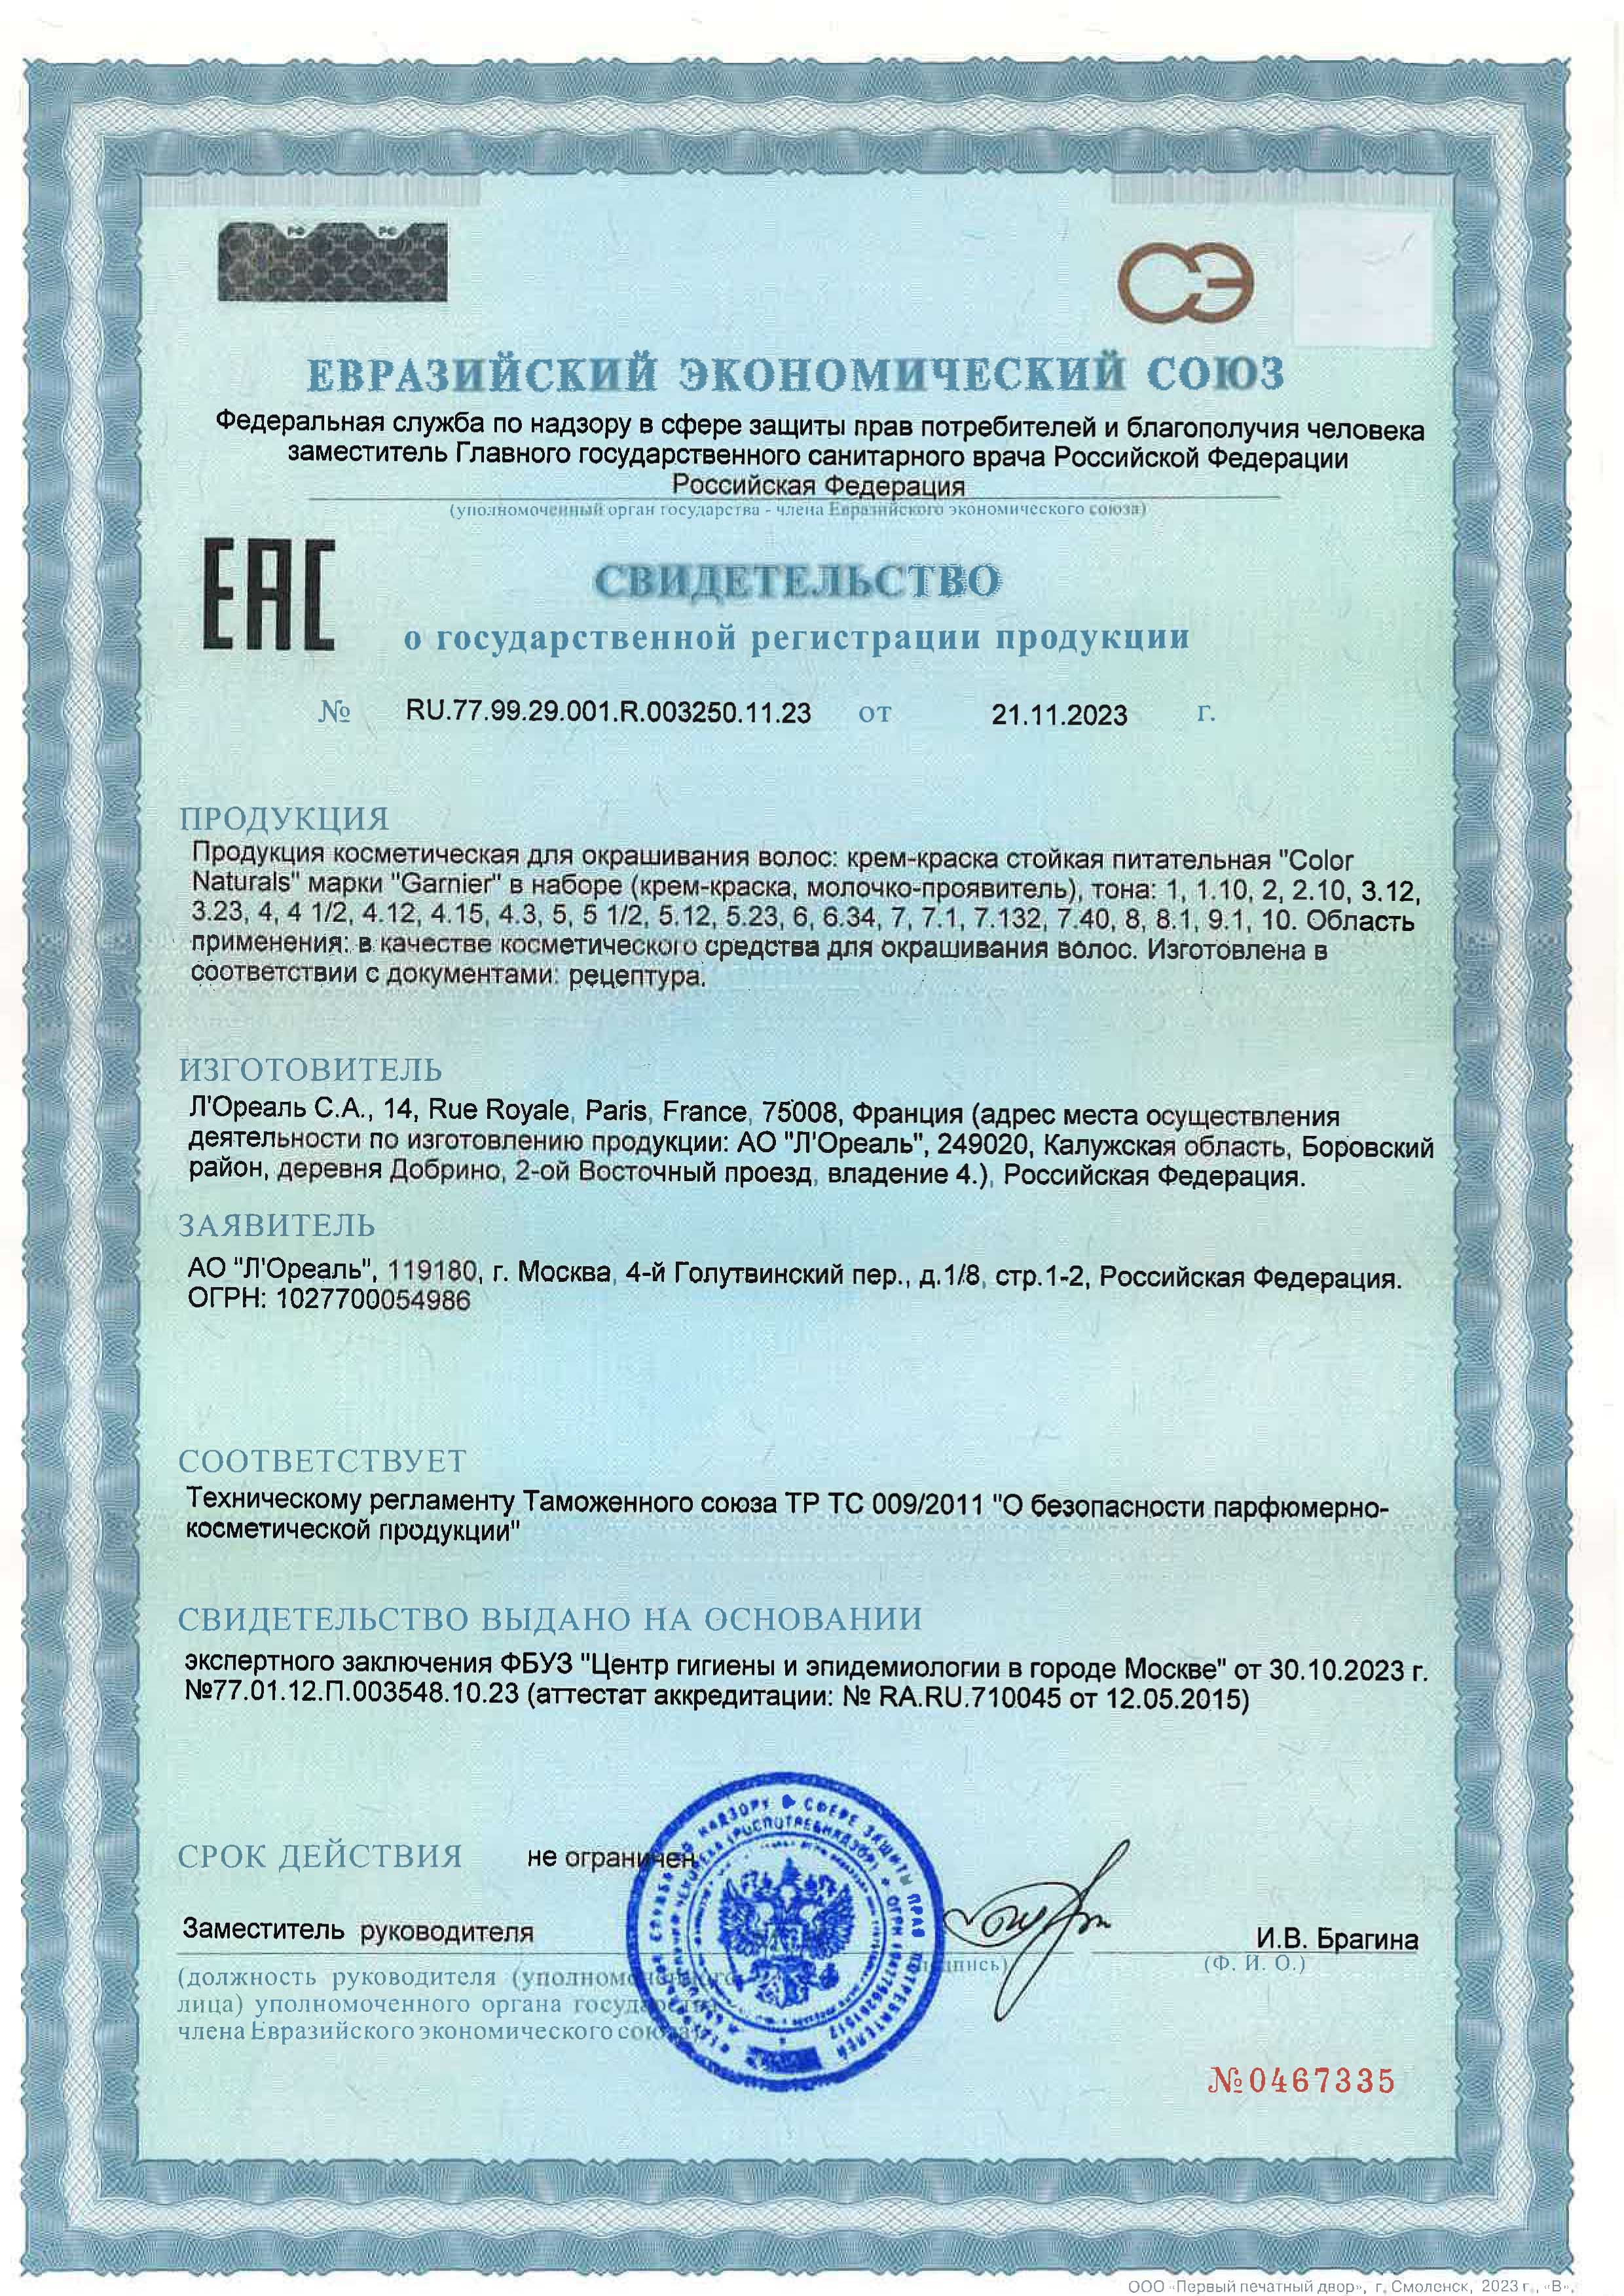 СЭ
ЕВРАЗИЙСКИЙ ЭКОНОМИЧЕСКИЙ СОЮЗ
Федеральная служба по надзору в сфере защиты прав потребителей и благополучия человека
заместитель Главного государственного санитарного врача Российской Федерации
Российская Федерация
(уполномоченный орган государства - члена Евразийского экономического союза)
EAC
СВИДЕТЕЛЬСТВО
о государственной регистрации продукции
№ RU.77.99.29.001.R.003250.11.23 от 21.11.2023 г.
ПРОДУКЦИЯ
Продукция косметическая для окрашивания волос: крем-краска стойкая питательная "Color
Naturals" марки "Garnier" в наборе (крем-краска, молочко-проявитель), тона: 1, 1.10, 2, 2.10, 3.12,
3.23, 4, 4 1/2, 4.12, 4.15, 4.3, 5, 5 1/2, 5.12, 5.23, 6, 6.34, 7, 7.1, 7.132, 7.40, 8, 8.1, 9.1, 10. Область
применения: в качестве косметического средства для окрашивания волос. Изготовлена в
соответствии с документами: рецептура.
ИЗГОТОВИТЕЛЬ
Л'Ореаль С.А., 14, Rue Royale, Paris, France, 75008, Франция (адрес места осуществления
деятельности по изготовлению продукции: АО "Л'Ореаль", 249020, Калужская область, Боровский
район, деревня Добрино, 2-ой Восточный проезд, владение 4.), Российская Федерация.
ЗАЯВИТЕЛЬ
АО "Л'Ореаль", 119180, г. Москва, 4-й Голутвинский пер., д.1/8, стр.1-2, Российская Федерация.
ОГРН: 1027700054986
СООТВЕТСТВУЕТ
Техническому регламенту Таможенного союза ТР ТС 009/2011 "О безопасности парфюмерно-
косметической продукции"
СВИДЕТЕЛЬСТВО ВЫДАНО НА ОСНОВАНИИ
экспертного заключения ФБУЗ "Центр гигиены и эпидемиологии в городе Москве" от 30.10.2023 г.
№77.01.12.П.003548.10.23 (аттестат аккредитации: № RA.RU.710045 от 12.05.2015)
СРОК ДЕЙСТВИЯ не ограничен
Заместитель руководителя И.В. Брагина
(подпись) (Ф. И. О.)
(должность руководителя (уполномоченного
лица) уполномоченного органа государства
члена Евразийского экономического союза)
№0467335
ООО «Первый печатный двор», г. Смоленск, 2023 г., «В».